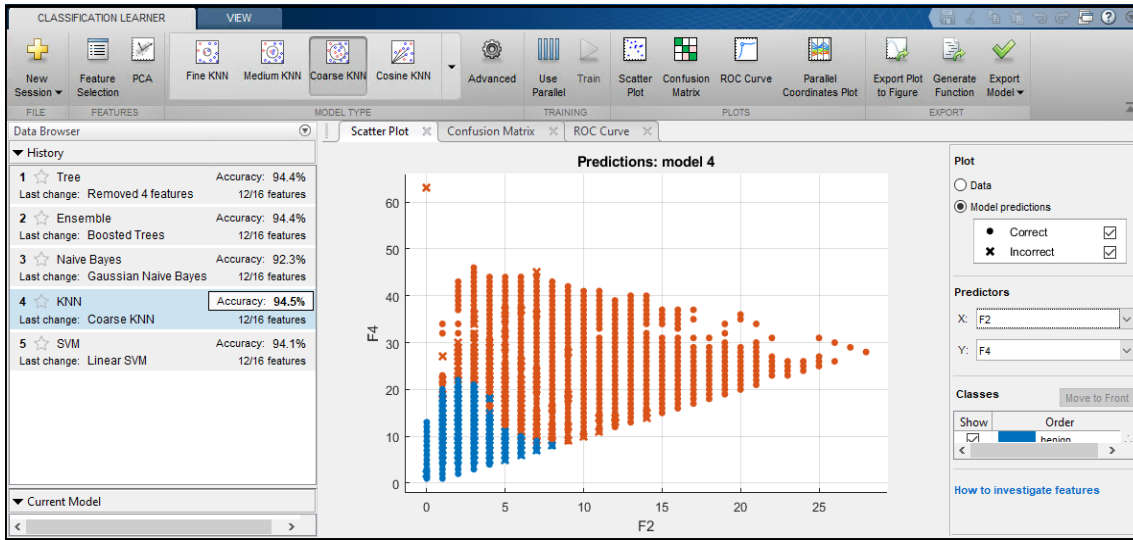 CLASSIFICATION LEARNER VIEW
New Session
Feature Selection
PCA
Fine KNN Medium KNN Coarse KNN Cosine KNN
Advanced
Use Parallel
Train
Scatter Plot
Confusion Matrix
ROC Curve
Parallel Coordinates Plot
Export Plot to Figure
Generate Function
Export Model
FILE FEATURES MODEL TYPE TRAINING PLOTS EXPORT
Data Browser
History
1 Tree Accuracy: 94.4%
Last change: Removed 4 features 12/16 features
2 Ensemble Accuracy: 94.4%
Last change: Boosted Trees 12/16 features
3 Naive Bayes Accuracy: 92.3%
Last change: Gaussian Naive Bayes 12/16 features
4 KNN Accuracy: 94.5%
Last change: Coarse KNN 12/16 features
5 SVM Accuracy: 94.1%
Last change: Linear SVM 12/16 features
Current Model
Scatter Plot Confusion Matrix ROC Curve
Predictions: model 4
60
50
40
30
20
10
0
F4
0 5 10 15 20 25
F2
Plot
Data
Model predictions
Correct
Incorrect
Predictors
X: F2
Y: F4
Classes Move to Front
Show Order
benign
How to investigate features